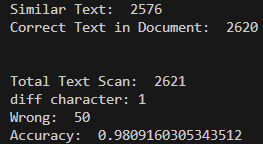 Similar Text:  2576
Correct Text in Document:  2620
Total Text Scan:  2621
diff character: 1
Wrong:  50
Accuracy:  0.9809160305343512